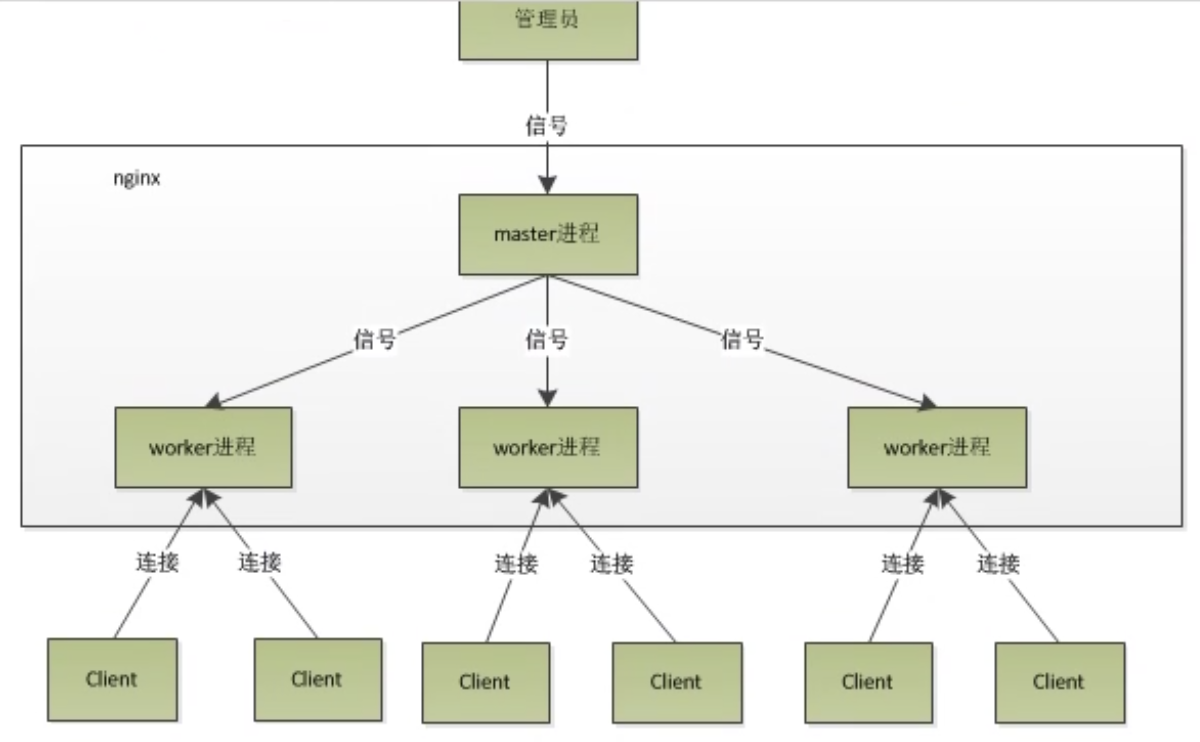 管理员
信号
nginx
master进程
信号
信号
信号
worker进程
worker进程
worker进程
连接
连接
连接
连接
连接
连接
Client
Client
Client
Client
Client
Client